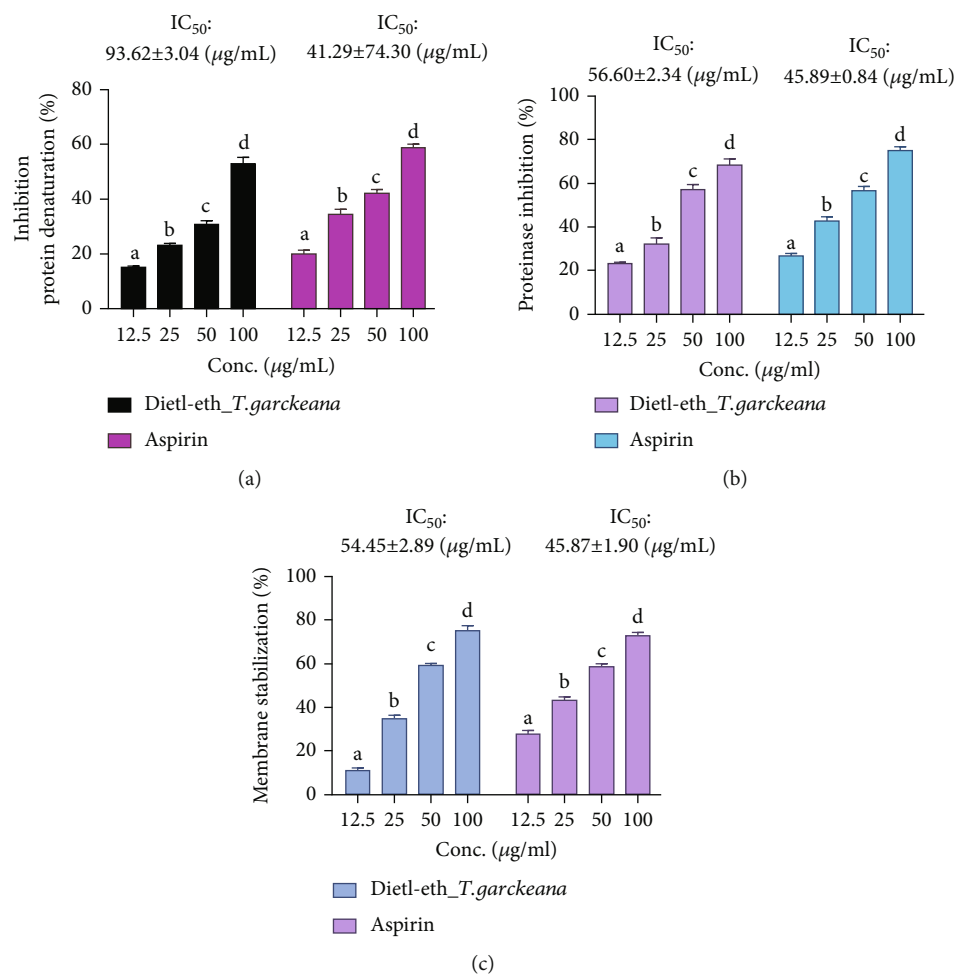 IC50:
93.62±3.04 (μg/mL)
IC50:
41.29±74.30 (μg/mL)
Inhibition
protein denaturation (%)
80
60
40
20
0
a
b
c
d
a
b
c
d
12.5 25 50 100 12.5 25 50 100
Conc. (μg/mL)
Dietl-eth_T.garckeana
Aspirin
(a)
IC50:
56.60±2.34 (μg/mL)
IC50:
45.89±0.84 (μg/mL)
Proteinase inhibition (%)
100
80
60
40
20
0
a
b
c
d
a
b
c
d
12.5 25 50 100 12.5 25 50 100
Conc. (μg/ml)
Dietl-eth_T.garckeana
Aspirin
(b)
IC50:
54.45±2.89 (μg/mL)
IC50:
45.87±1.90 (μg/mL)
Membrane stabilization (%)
100
80
60
40
20
0
a
b
c
d
a
b
c
d
12.5 25 50 100 12.5 25 50 100
Conc. (μg/ml)
Dietl-eth_T.garckeana
Aspirin
(c)